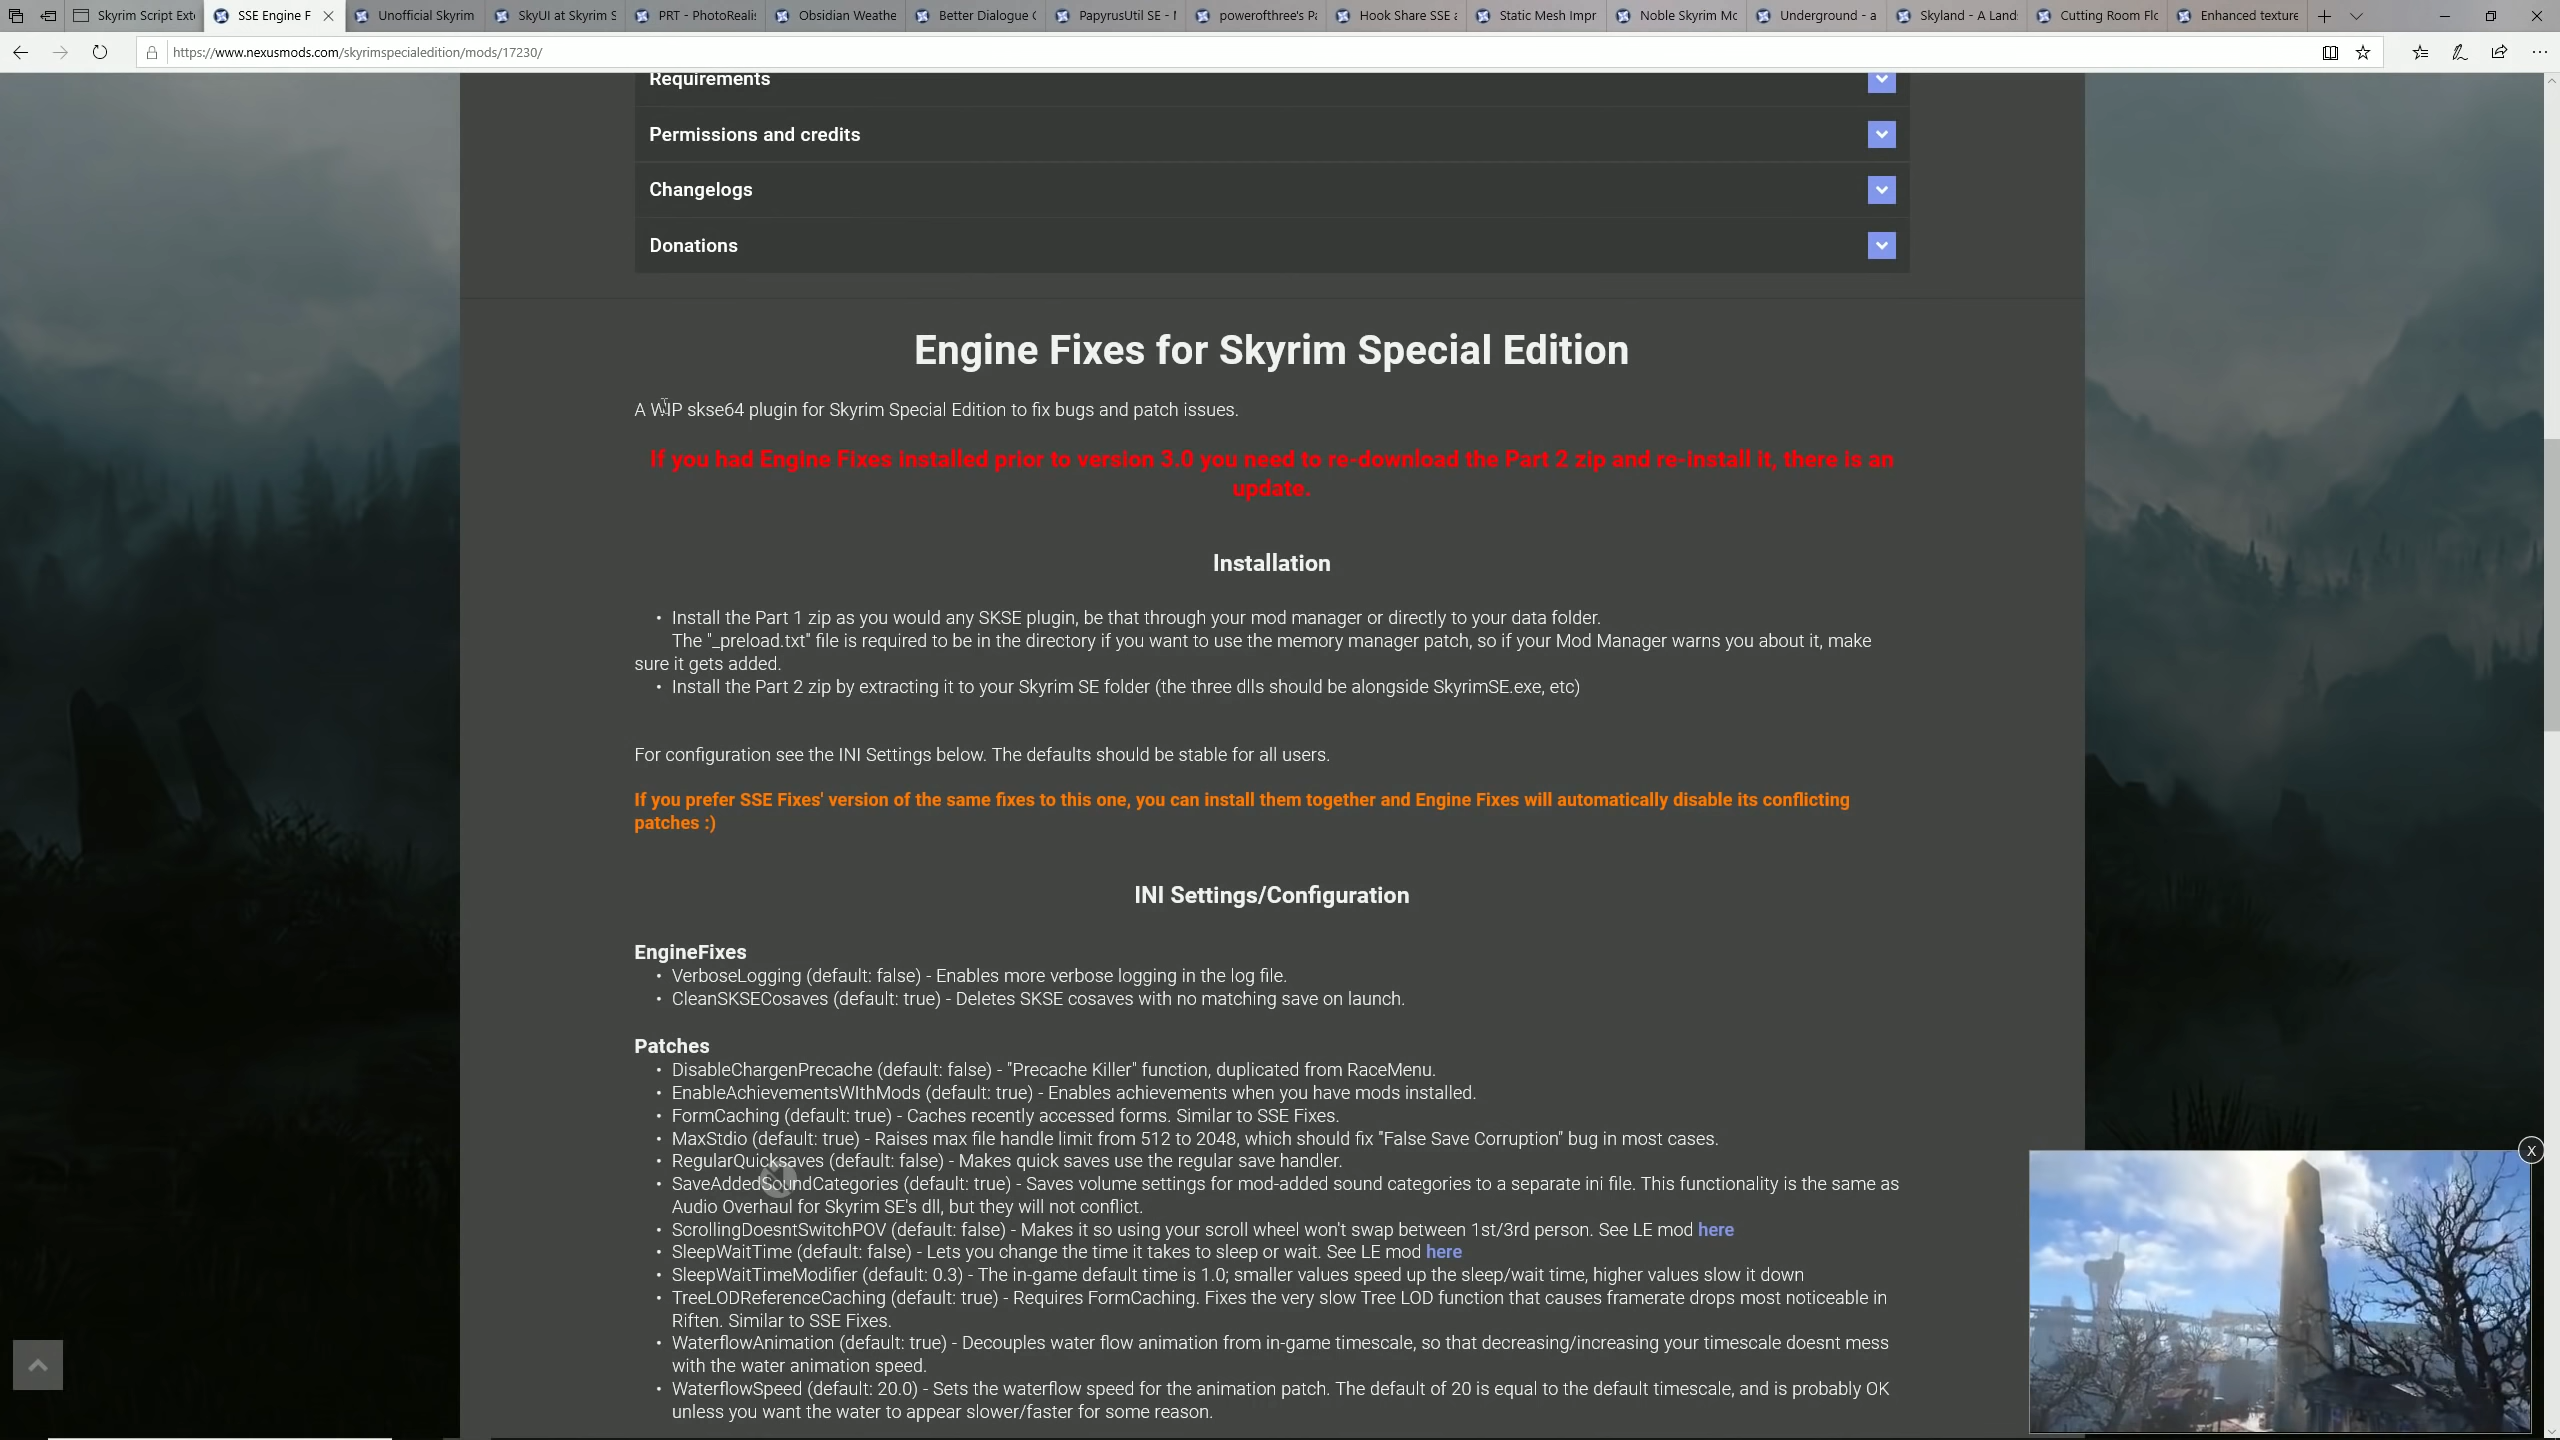 Skyrim Script Ext
SSE Engine F
Unofficial Skyrim
SkyUI at Skyrim S
PRT - PhotoRealis
Obsidian Weathe
Better Dialogue C
PapyrusUtil SE - M
powerofthree's Pa
Hook Share SSE a
Static Mesh Impr
Noble Skyrim Mo
Underground - a
Skyland - A Land
Cutting Room Flo
Enhanced texture
https://www.nexusmods.com/skyrimspecialedition/mods/17230/
Requirements
Permissions and credits
Changelogs
Donations
Engine Fixes for Skyrim Special Edition
A WIP skse64 plugin for Skyrim Special Edition to fix bugs and patch issues.
If you had Engine Fixes installed prior to version 3.0 you need to re-download the Part 2 zip and re-install it, there is an
update.
Installation
• Install the Part 1 zip as you would any SKSE plugin, be that through your mod manager or directly to your data folder.
The "_preload.txt" file is required to be in the directory if you want to use the memory manager patch, so if your Mod Manager warns you about it, make
sure it gets added.
• Install the Part 2 zip by extracting it to your Skyrim SE folder (the three dlls should be alongside SkyrimSE.exe, etc)
For configuration see the INI Settings below. The defaults should be stable for all users.
If you prefer SSE Fixes' version of the same fixes to this one, you can install them together and Engine Fixes will automatically disable its conflicting
patches :)
INI Settings/Configuration
EngineFixes
• VerboseLogging (default: false) - Enables more verbose logging in the log file.
• CleanSKSECosaves (default: true) - Deletes SKSE cosaves with no matching save on launch.
Patches
• DisableChargenPrecache (default: false) - "Precache Killer" function, duplicated from RaceMenu.
• EnableAchievementsWIthMods (default: true) - Enables achievements when you have mods installed.
• FormCaching (default: true) - Caches recently accessed forms. Similar to SSE Fixes.
• MaxStdio (default: true) - Raises max file handle limit from 512 to 2048, which should fix "False Save Corruption" bug in most cases.
• RegularQuicksaves (default: false) - Makes quick saves use the regular save handler.
• SaveAddedSoundCategories (default: true) - Saves volume settings for mod-added sound categories to a separate ini file. This functionality is the same as
Audio Overhaul for Skyrim SE's dll, but they will not conflict.
• ScrollingDoesntSwitchPOV (default: false) - Makes it so using your scroll wheel won't swap between 1st/3rd person. See LE mod here
• SleepWaitTime (default: false) - Lets you change the time it takes to sleep or wait. See LE mod here
• SleepWaitTimeModifier (default: 0.3) - The in-game default time is 1.0; smaller values speed up the sleep/wait time, higher values slow it down
• TreeLODReferenceCaching (default: true) - Requires FormCaching. Fixes the very slow Tree LOD function that causes framerate drops most noticeable in
Riften. Similar to SSE Fixes.
• WaterflowAnimation (default: true) - Decouples water flow animation from in-game timescale, so that decreasing/increasing your timescale doesnt mess
with the water animation speed.
• WaterflowSpeed (default: 20.0) - Sets the waterflow speed for the animation patch. The default of 20 is equal to the default timescale, and is probably OK
unless you want the water to appear slower/faster for some reason.
X